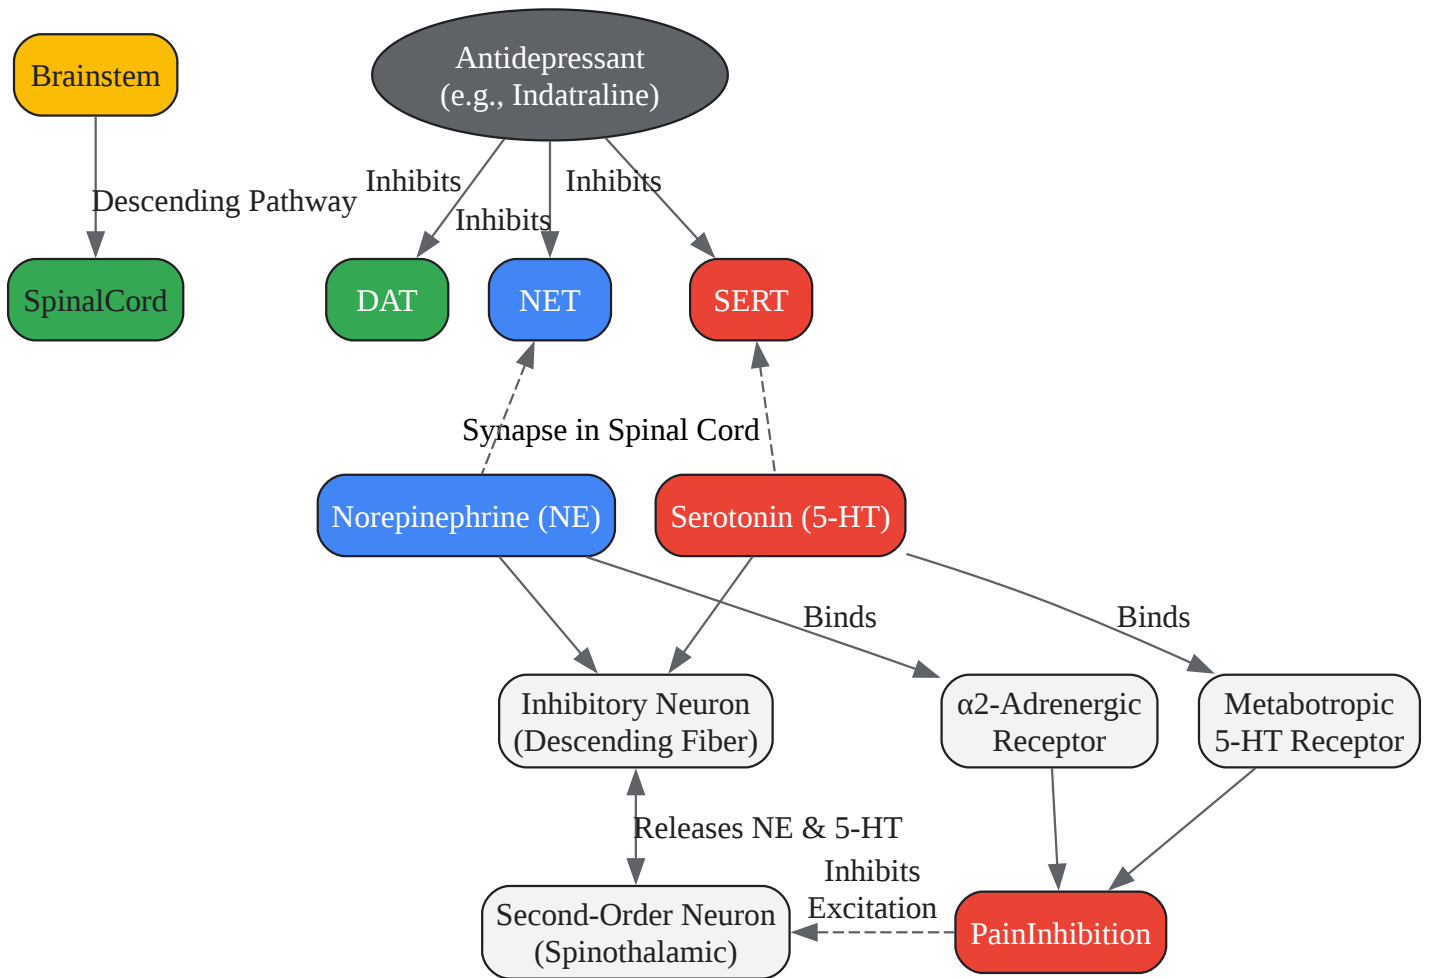 Antidepressant
(e.g., Indatraline)
Brainstem
Inhibits
Inhibits
Descending Pathway
Inhibits
SpinalCord
DAT
NET
SERT
Synapse in Spinal Cord
Norepinephrine (NE)
Serotonin (5-HT)
Binds
Binds
Inhibitory Neuron
(Descending Fiber)
α2-Adrenergic
Receptor
Metabotropic
5-HT Receptor
Releases NE & 5-HT
Inhibits
Excitation
Second-Order Neuron
(Spinothalamic)
PainInhibition